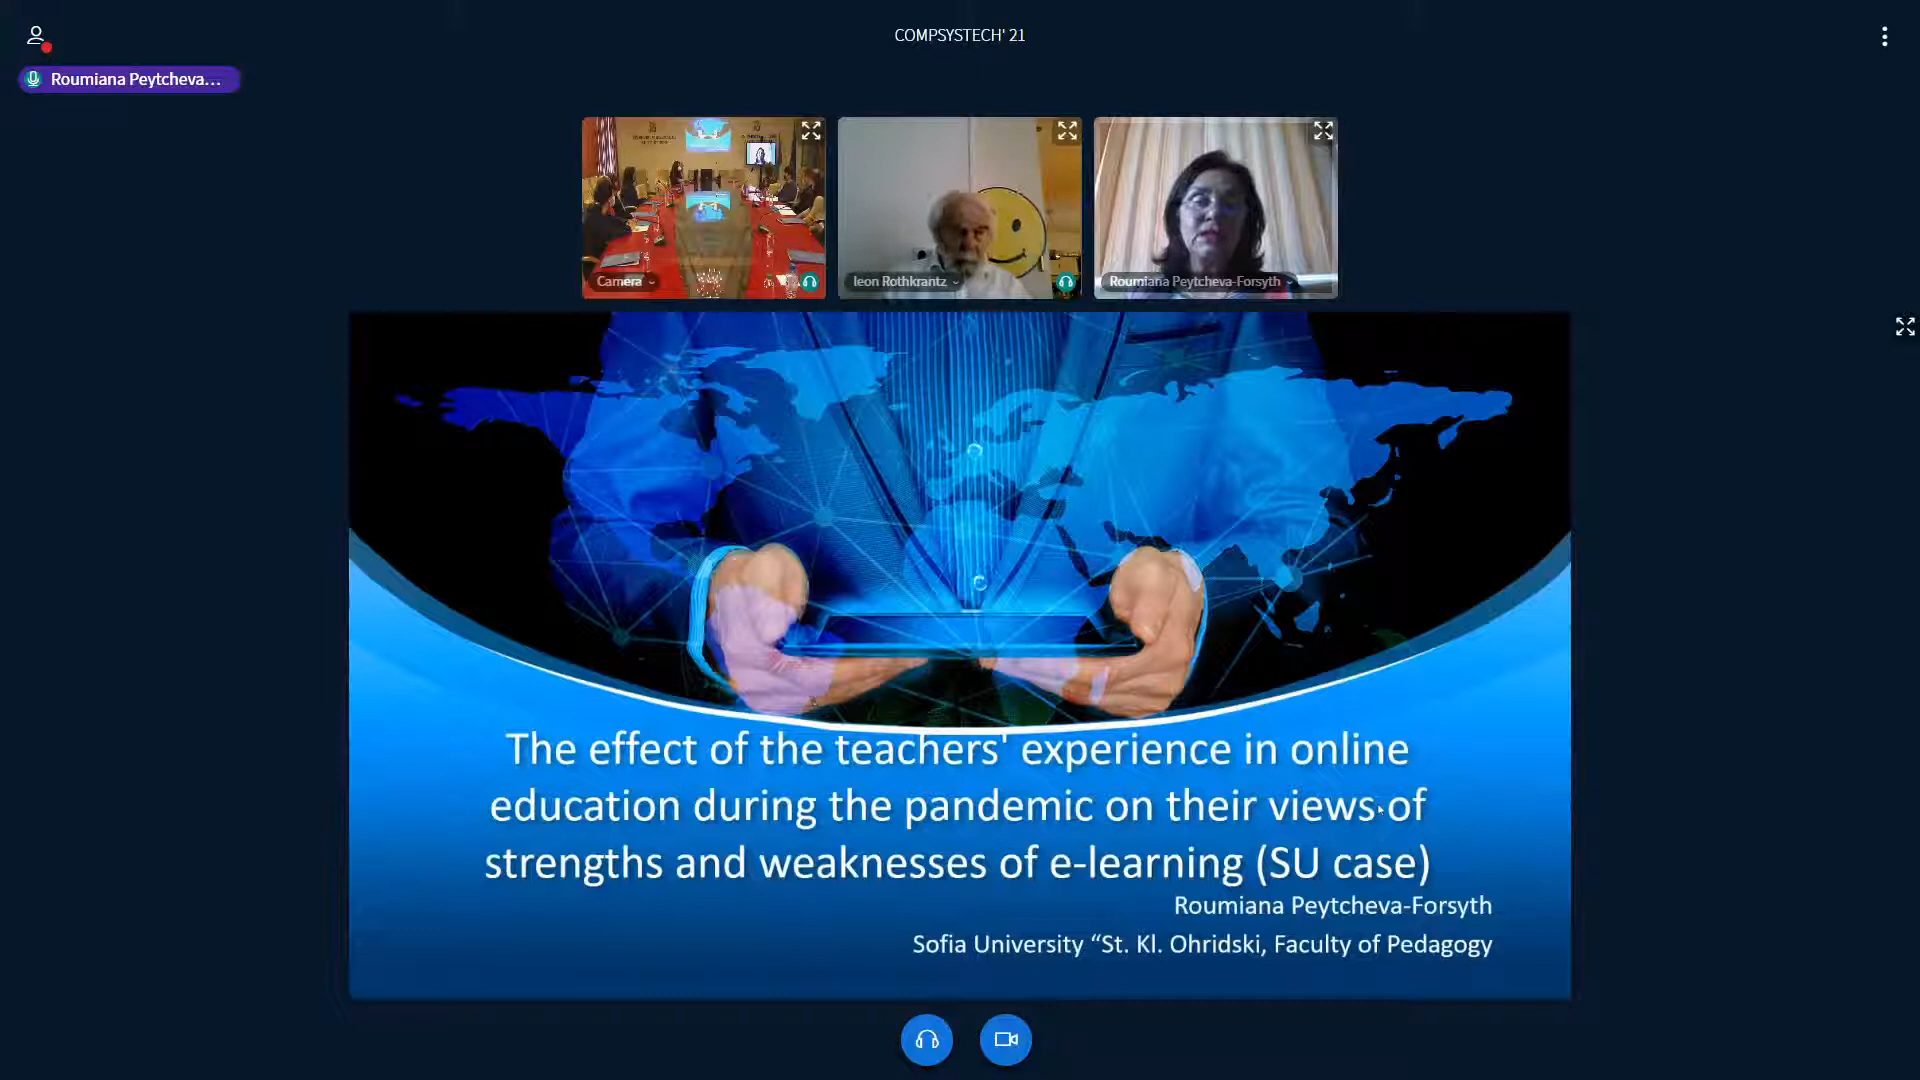 COMPSYSTECH' 21
Roumiana Peytcheva...
Camera
leon Rothkrantz
Roumiana Peytcheva-Forsyth
The effect of the teachers' experience in online
education during the pandemic on their views of
strengths and weaknesses of e-learning (SU case)
Roumiana Peytcheva-Forsyth
Sofia University “St. Kl. Ohridski, Faculty of Pedagogy